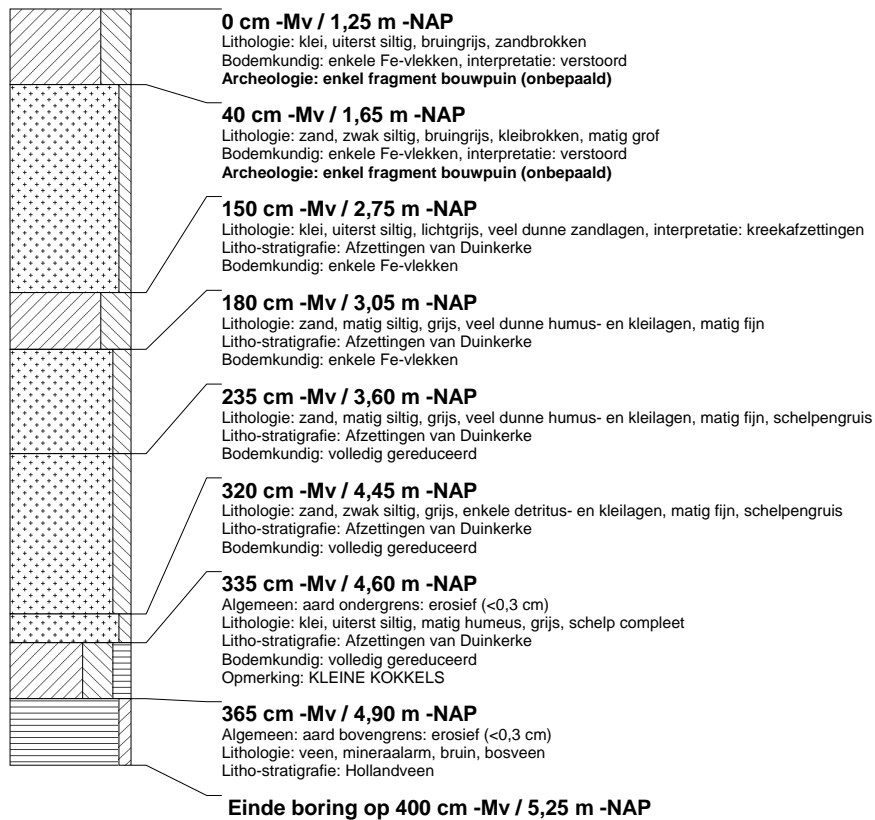 0 cm -Mv / 1,25 m -NAP
Lithologie: klei, uiterst siltig, bruingrijs, zandbrokken
Bodemkundig: enkele Fe-vlekken, interpretatie: verstoord
Archeologie: enkel fragment bouwpuin (onbepaald)
40 cm -Mv / 1,65 m -NAP
Lithologie: zand, zwak siltig, bruingrijs, kleibrokken, matig grof
Bodemkundig: enkele Fe-vlekken, interpretatie: verstoord
Archeologie: enkel fragment bouwpuin (onbepaald)
150 cm -Mv / 2,75 m -NAP
Lithologie: klei, uiterst siltig, lichtgrijs, veel dunne zandlagen, interpretatie: kreekafzettingen
Litho-stratigrafie: Afzettingen van Duinkerke
Bodemkundig: enkele Fe-vlekken
180 cm -Mv / 3,05 m -NAP
Lithologie: zand, matig siltig, grijs, veel dunne humus- en kleilagen, matig fijn
Litho-stratigrafie: Afzettingen van Duinkerke
Bodemkundig: enkele Fe-vlekken
235 cm -Mv / 3,60 m -NAP
Lithologie: zand, matig siltig, grijs, veel dunne humus- en kleilagen, matig fijn, schelpengruis
Litho-stratigrafie: Afzettingen van Duinkerke
Bodemkundig: volledig gereduceerd
320 cm -Mv / 4,45 m -NAP
Lithologie: zand, zwak siltig, grijs, enkele detritus- en kleilagen, matig fijn, schelpengruis
Litho-stratigrafie: Afzettingen van Duinkerke
Bodemkundig: volledig gereduceerd
335 cm -Mv / 4,60 m -NAP
Algemeen: aard ondergrens: erosief (<0,3 cm)
Lithologie: klei, uiterst siltig, matig humeus, grijs, schelp compleet
Litho-stratigrafie: Afzettingen van Duinkerke
Bodemkundig: volledig gereduceerd
Opmerking: KLEINE KOKKELS
365 cm -Mv / 4,90 m -NAP
Algemeen: aard bovengrens: erosief (<0,3 cm)
Lithologie: veen, mineraalarm, bruin, bosveen
Litho-stratigrafie: Hollandveen
Einde boring op 400 cm -Mv / 5,25 m -NAP